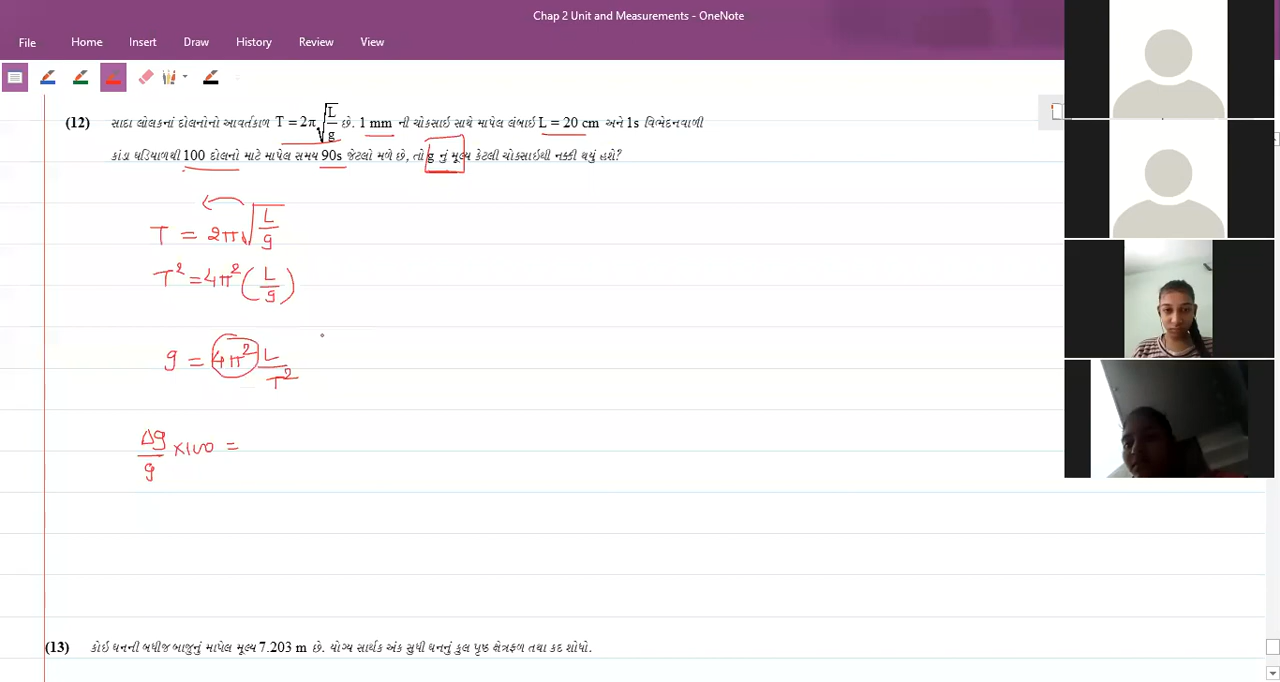 Chap 2 Unit and Measurements - OneNote
File Home Insert Draw History Review View
(12) સાદા લોલકનાં દોલનોનો આવર્તકાળ T = 2π√(L/g) છે. 1 mm ની ચોકસાઇ સાથે માપેલ લંબાઇ L = 20 cm અને 1s વિભેદનવાળી
કાંડા ઘડિયાળથી 100 દોલનો માટે માપેલ સમય 90s જેટલો મળે છે, તો g નું મૂલ્ય કેટલી ચોકસાઇથી નક્કી થયું હશે?
T = 2π√(L/g)
T² = 4π² (L/g)
g = 4π² L/T²
Δg/g ×100 =
(13) કોઇ ઘનની બધીજ બાજુનું માપેલ મૂલ્ય 7.203 m છે. યોગ્ય સાર્થક અંક સુધી ઘનનું કુલ પૃષ્ઠ ક્ષેત્રફળ તથા કદ શોધો.